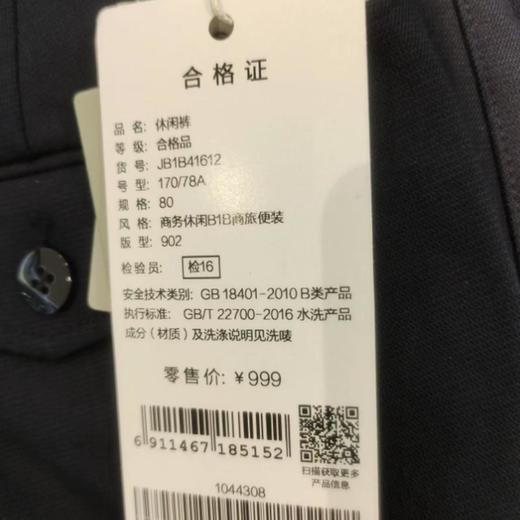 合格证
品 名: 休闲裤
等 级: 合格品
货 号: JB1B41612
号 型: 170/78A
规 格: 80
风 格: 商务休闲B1B商旅便装
版 型: 902
检验员: 检16
安全技术类别: GB 18401-2010 B类产品
执行标准: GB/T 22700-2016 水洗产品
成分（材质）及洗涤说明见洗唛
零售价: ¥999
6 911467 185152
扫描获取更多
产品信息
1044308